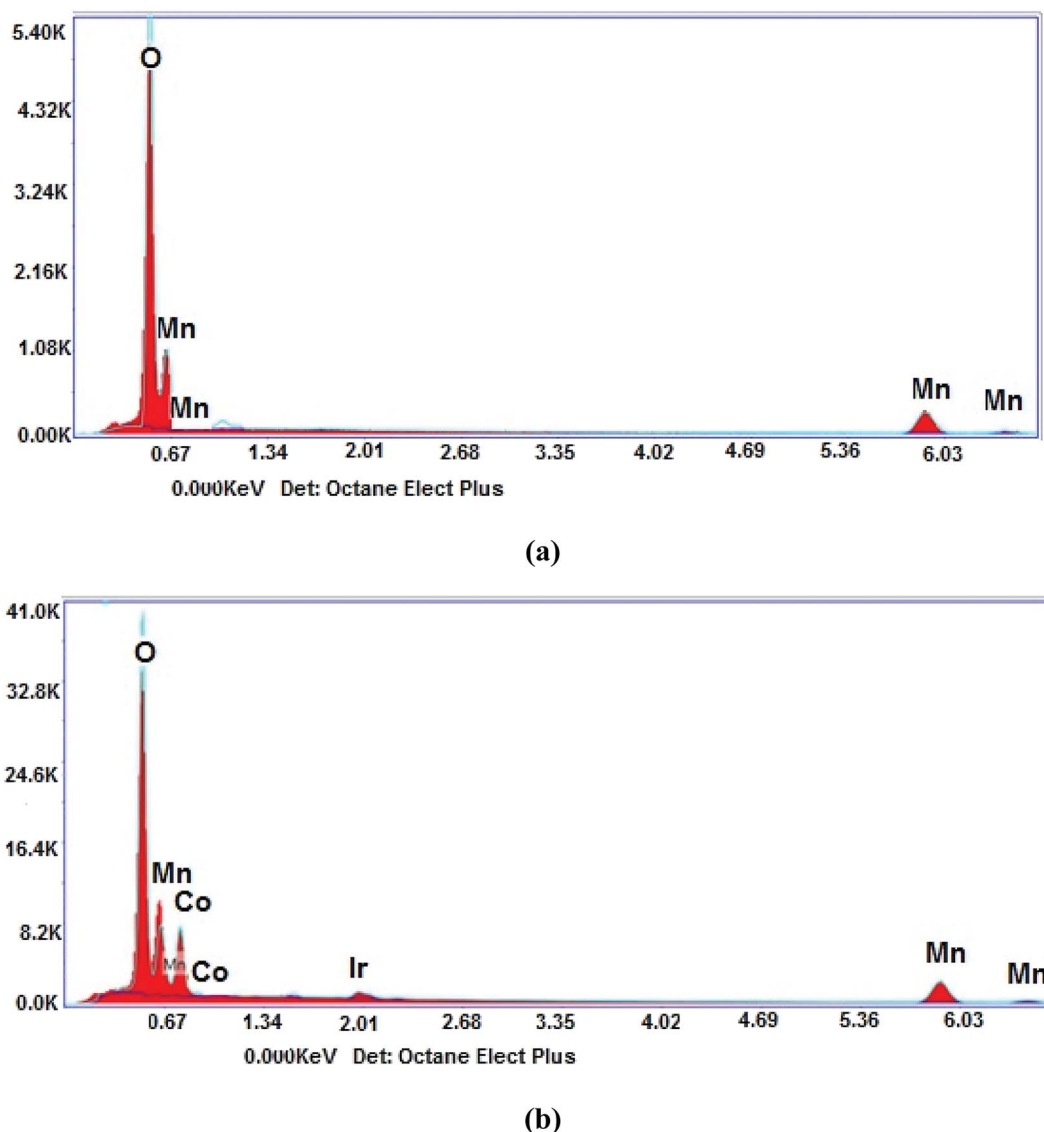 5.40K
O
4.32K
3.24K
2.16K
Mn
1.08K
Mn
Mn
Mn
0.00K
0.67 1.34 2.01 2.68 3.35 4.02 4.69 5.36 6.03
0.000KeV Det: Octane Elect Plus
(a)
41.0K
O
32.8K
24.6K
16.4K
Mn
Co
8.2K
Mn
Co
Ir
Mn
Mn
0.0K
0.67 1.34 2.01 2.68 3.35 4.02 4.69 5.36 6.03
0.000KeV Det: Octane Elect Plus
(b)